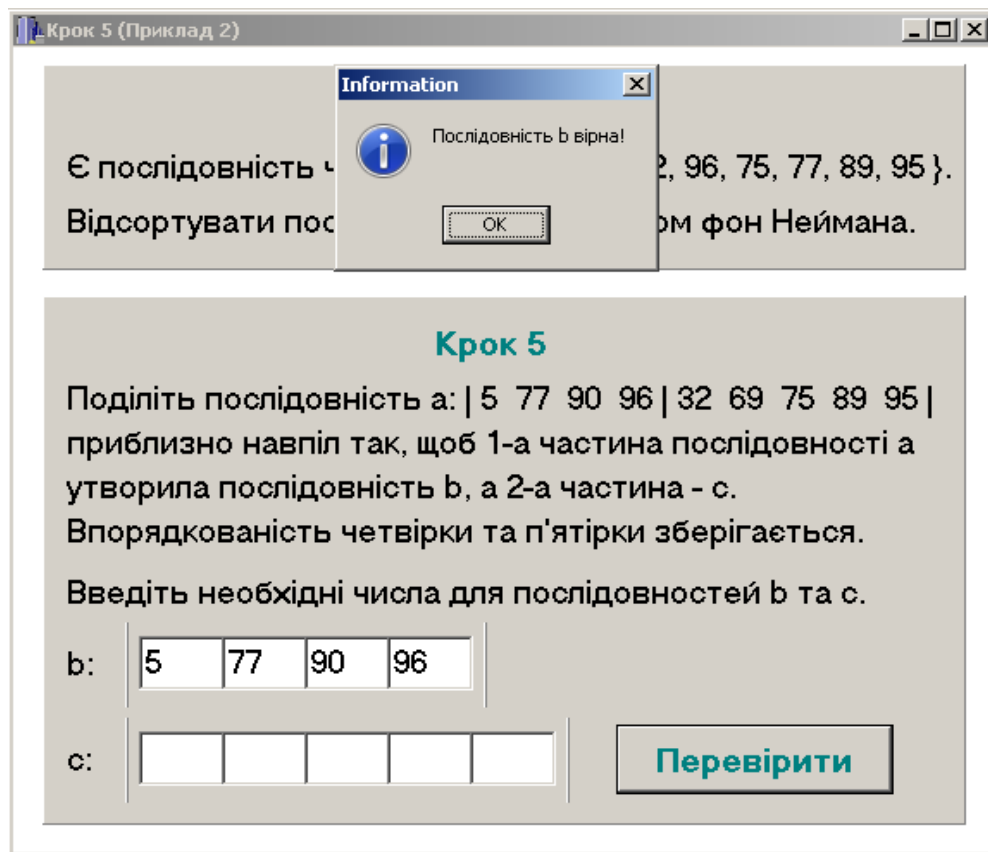 Крок 5 (Приклад 2)
Information
Послідовність b вірна!
OK
Є послідовність 2, 96, 75, 77, 89, 95 }.
Відсортувати пос ом фон Неймана.
Крок 5
Поділіть послідовність а: | 5 77 90 96 | 32 69 75 89 95 |
приблизно навпіл так, щоб 1-а частина послідовності а
утворила послідовність b, а 2-а частина - с.
Впорядкованість четвірки та п'ятірки зберігається.
Введіть необхідні числа для послідовностей b та с.
b: 5 77 90 96
c:
Перевірити